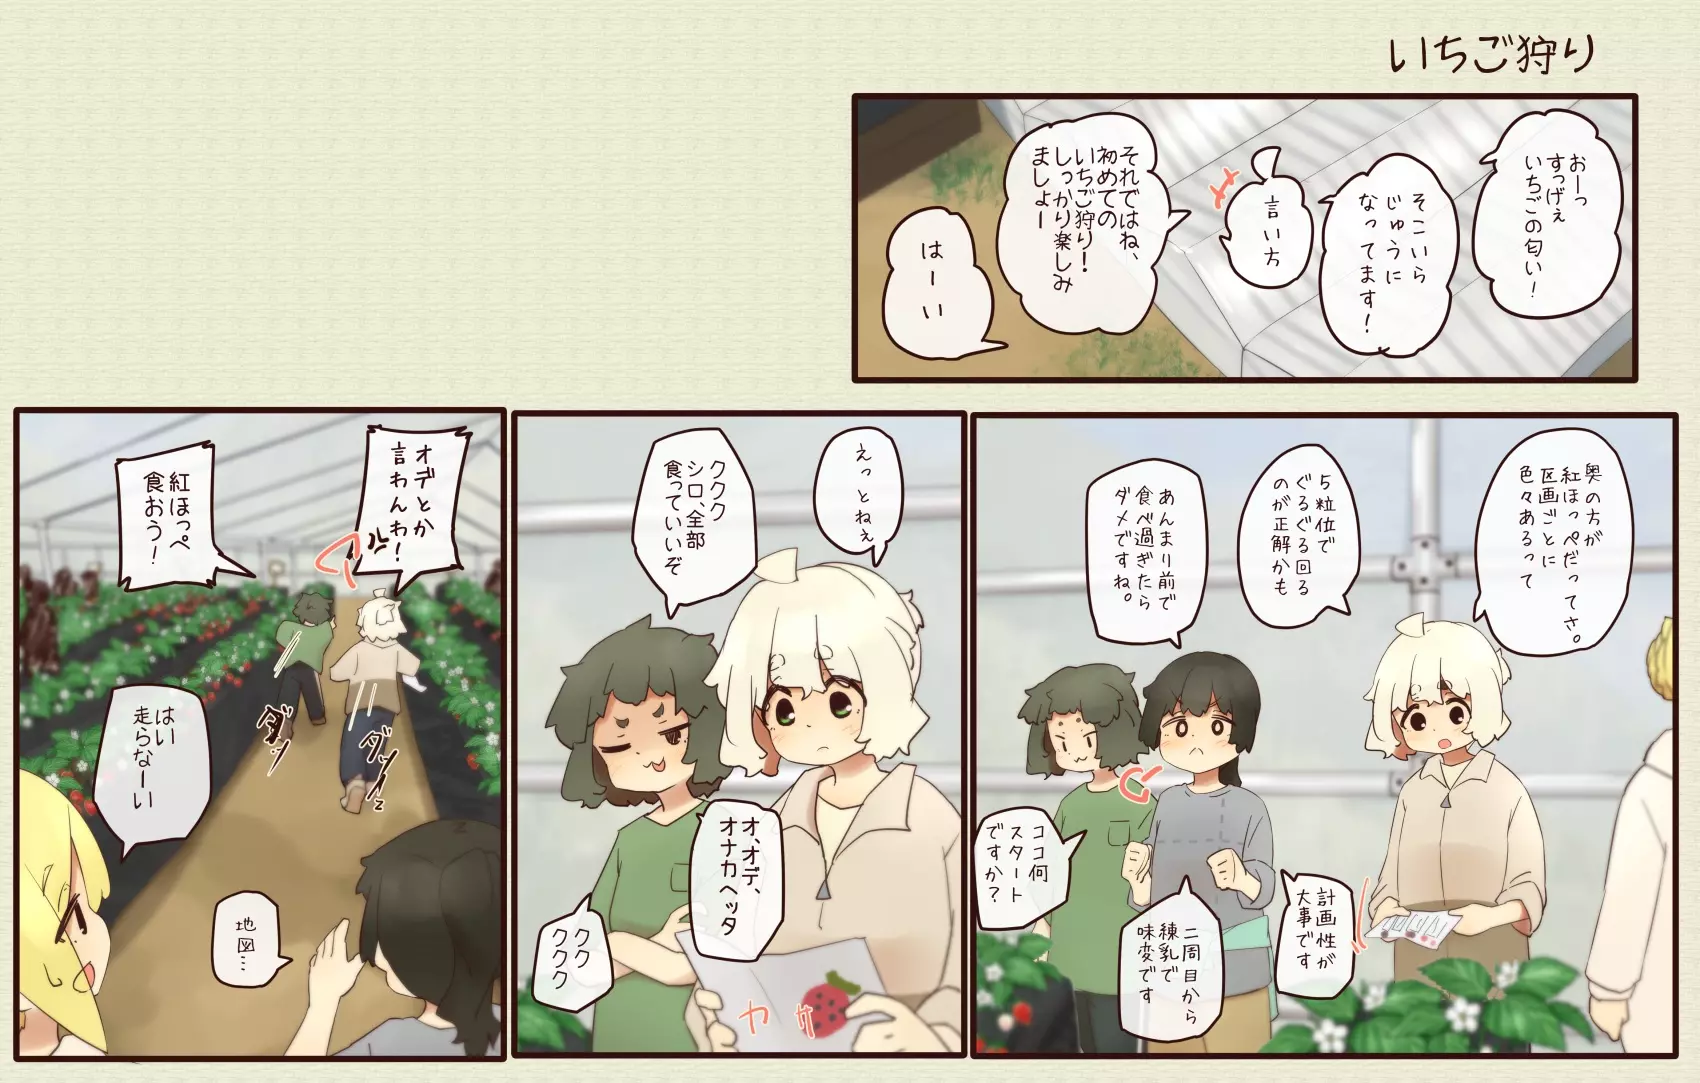 いちご狩り
おーっ
すっげぇ
いちごの匂い！
そこいら
じゅうに
なってます！
言い方
それではね、
初めての
いちご狩り！
しっかり楽しみ
ましょー
はーい
奥の方が
紅ほっぺだってさ。
区画ごとに
色々あるって
5粒位で
ぐるぐる回る
のが正解かも
あんまり前で
食べ過ぎたら
ダメですね。
ココ何
スタート
ですか？
計画性が
大事です
二周目から
練乳で
味変です
えっとねぇ
ククク
シロ、全部
食っていいぞ
オ、オデ、
オナカヘッタ
クク
ククク
カサ
オデとか
言わんわ！
紅ほっぺ
食おう！
ダッ
ダッ
はい
走らなーい
地図…